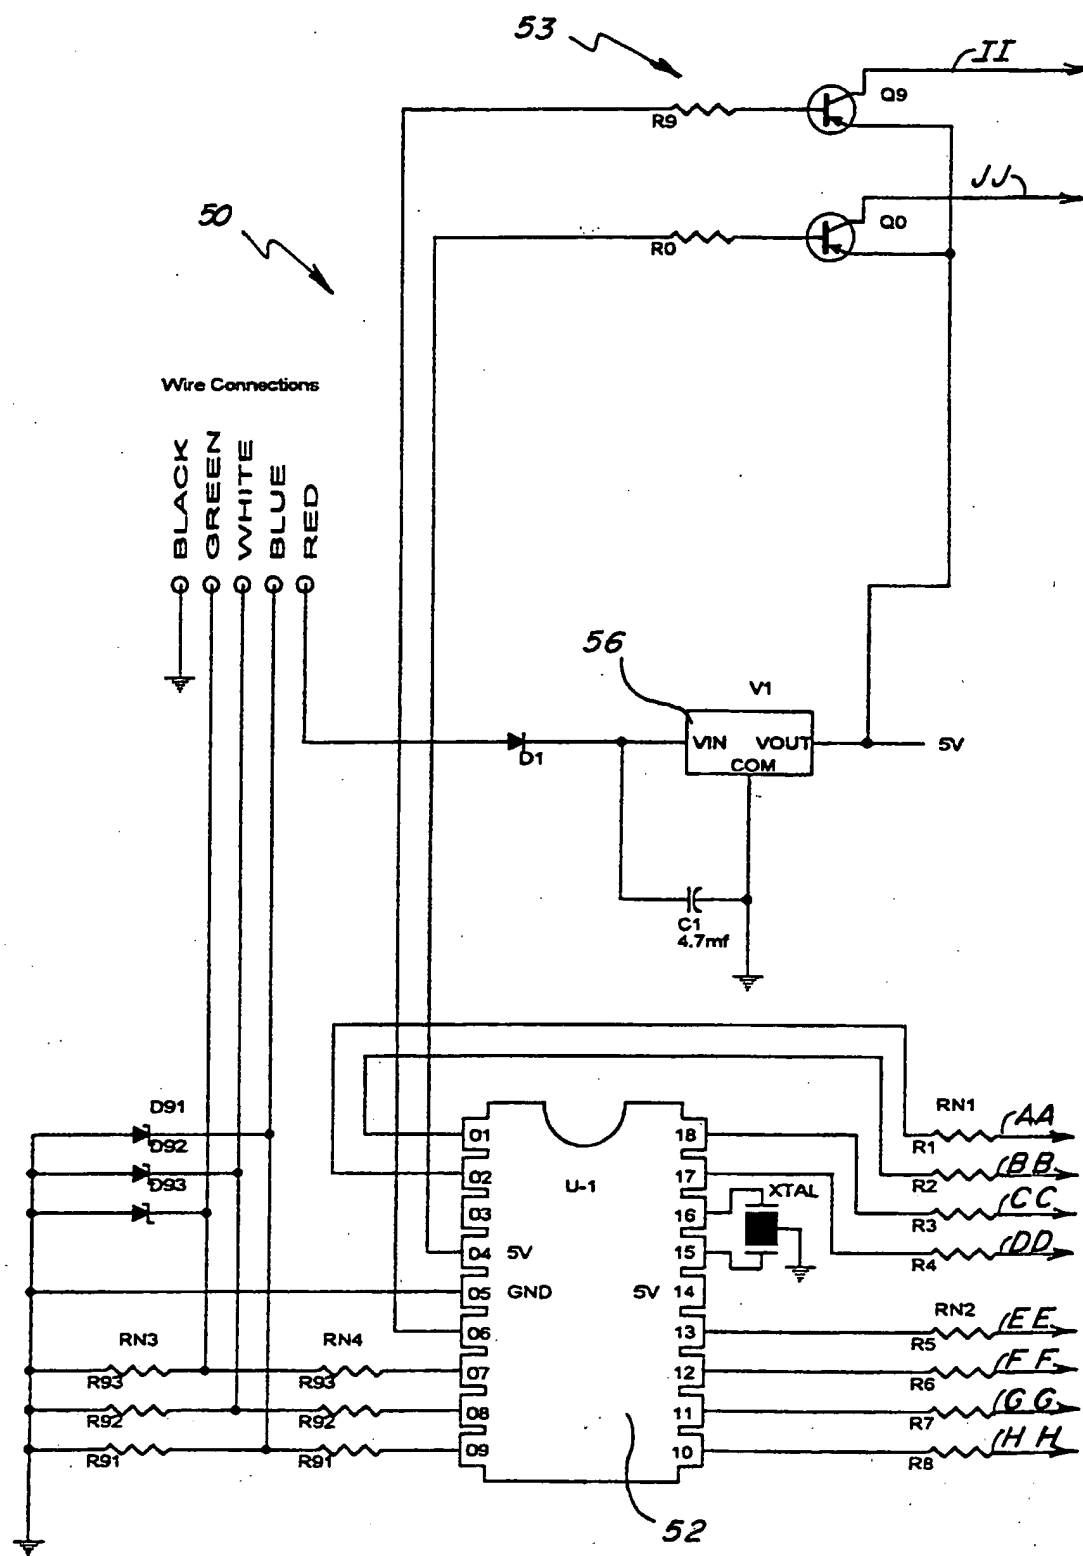 53
II
Q9
R9
JJ
50
Q0
R0
Wire Connections
BLACK
GREEN
WHITE
BLUE
RED
56
V1
VIN VOUT
COM
5V
D1
C1
4.7mf
D91
D92
D93
RN1
AA
R1
BB
R2
CC
R3
DD
R4
01
02
03
04 5V
05 GND
06
07
08
09
U-1
18
17
16
15
5V 14
13
12
11
10
XTAL
RN2
EE
R5
FF
R6
GG
R7
HH
R8
RN3
RN4
R93
R93
R92
R92
R91
R91
52